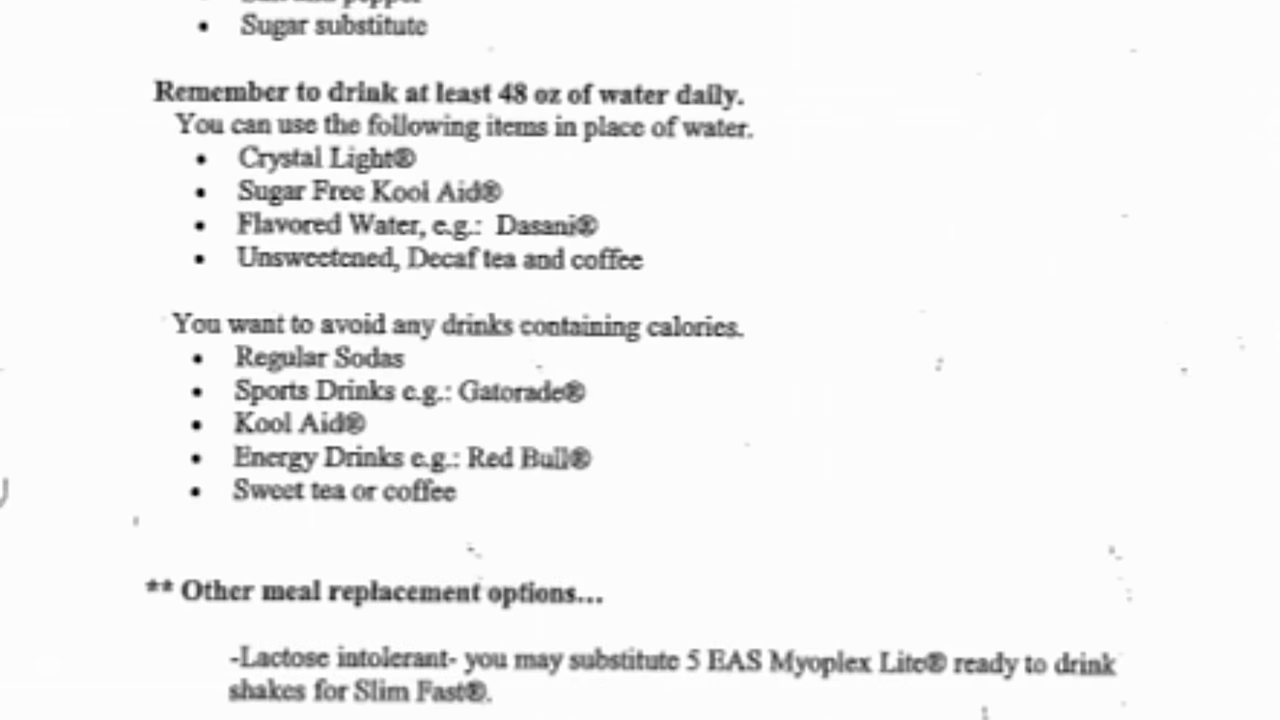 • Salt and pepper
• Sugar substitute
Remember to drink at least 48 oz of water daily.
You can use the following items in place of water.
• Crystal Light®
• Sugar Free Kool Aid®
• Flavored Water, e.g.: Dasani®
• Unsweetened, Decaf tea and coffee
You want to avoid any drinks containing calories.
• Regular Sodas
• Sports Drinks e.g.: Gatorade®
• Kool Aid®
• Energy Drinks e.g.: Red Bull®
• Sweet tea or coffee
** Other meal replacement options...
-Lactose intolerant- you may substitute 5 EAS Myoplex Lite® ready to drink
shakes for Slim Fast®.